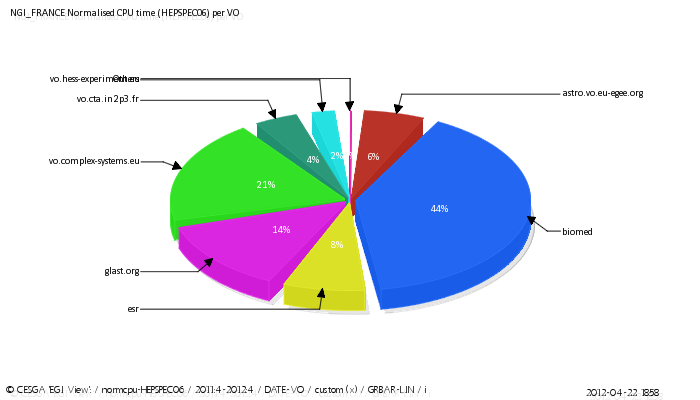 NGI_FRANCE Normalised CPU time (HEPSPEC06) per VO
vo.hess-experiment.eu
Others
vo.cta.in2p3.fr
astro.vo.eu-egee.org
4%
2%
6%
vo.complex-systems.eu
21%
44%
14%
biomed
8%
glast.org
esr
© CESGA 'EGI View': / normcpu-HEPSPEC06 / 2011:4-2012:4 / DATE-VO / custom (x) / GRBAR-LIN / i
2012-04-22 18:58